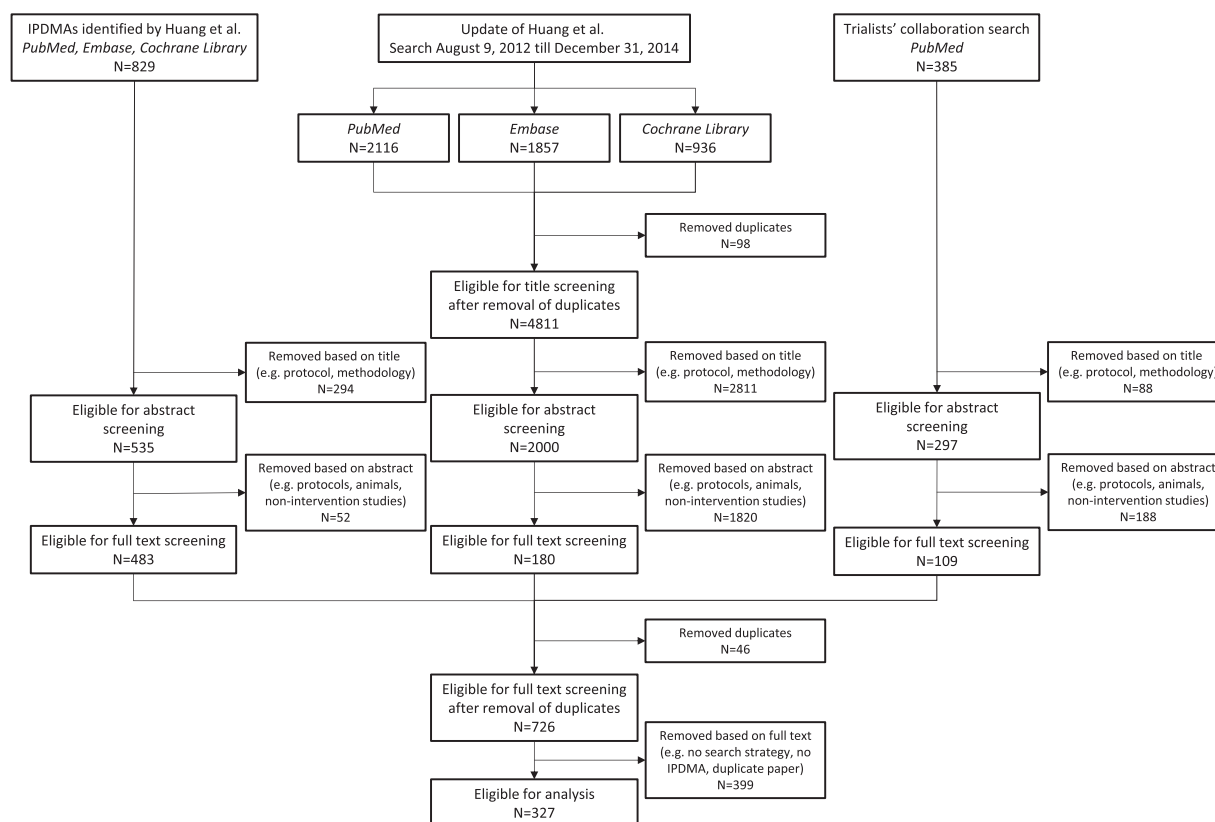 IPDMAs identified by Huang et al.
PubMed, Embase, Cochrane Library
N=829
Update of Huang et al.
Search August 9, 2012 till December 31, 2014
Trialists' collaboration search
PubMed
N=385
PubMed
N=2116
Embase
N=1857
Cochrane Library
N=936
Removed duplicates
N=98
Eligible for title screening
after removal of duplicates
N=4811
Removed based on title
(e.g. protocol, methodology)
N=294
Removed based on title
(e.g. protocol, methodology)
N=2811
Removed based on title
(e.g. protocol, methodology)
N=88
Eligible for abstract
screening
N=535
Eligible for abstract
screening
N=2000
Eligible for abstract
screening
N=297
Removed based on abstract
(e.g. protocols, animals,
non-intervention studies)
N=52
Removed based on abstract
(e.g. protocols, animals,
non-intervention studies)
N=1820
Removed based on abstract
(e.g. protocols, animals,
non-intervention studies)
N=188
Eligible for full text screening
N=483
Eligible for full text screening
N=180
Eligible for full text screening
N=109
Removed duplicates
N=46
Eligible for full text screening
after removal of duplicates
N=726
Removed based on full text
(e.g. no search strategy, no
IPDMA, duplicate paper)
N=399
Eligible for analysis
N=327